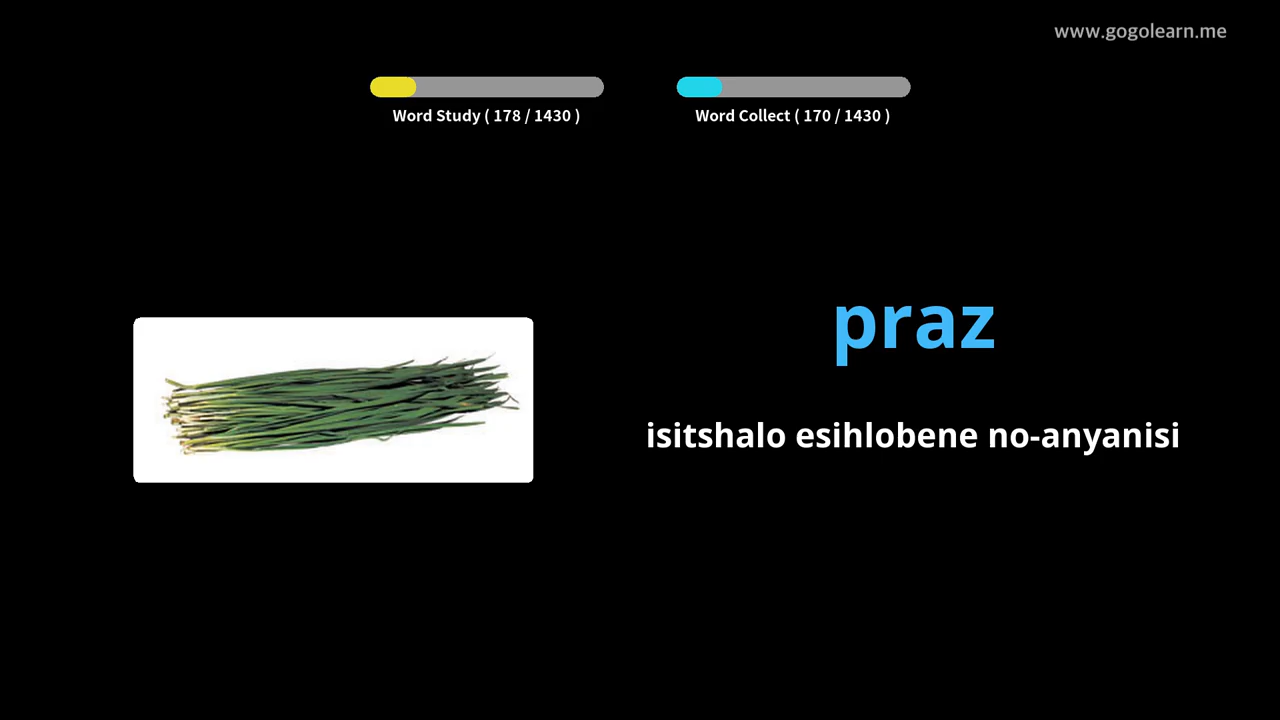 www.gogolearn.me
Word Study ( 178 / 1430 )
Word Collect ( 170 / 1430 )
praz
isitshalo esihlobene no-anyanisi